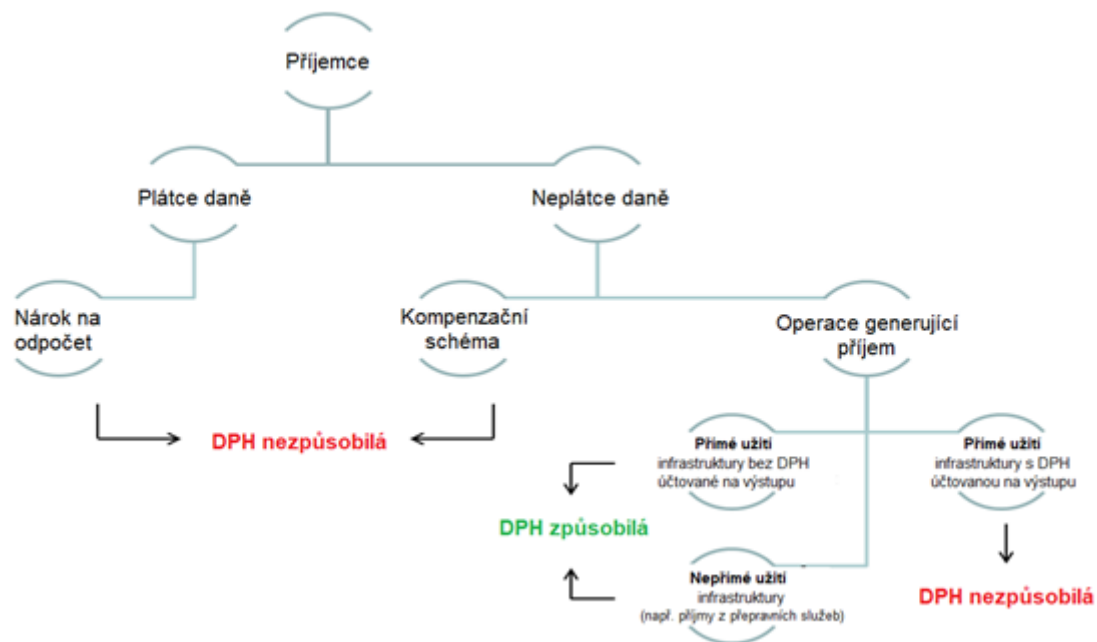 Příjemce
Plátce daně
Neplátce daně
Nárok na
odpočet
Kompenzační
schéma
Operace generující
příjem
DPH nezpůsobilá
Přímé užití
infrastruktury bez DPH
účtované na výstupu
Přímé užití
infrastruktury s DPH
účtovanou na výstupu
DPH způsobilá
Nepřímé užití
infrastruktury
(např. příjmy z přepravních služeb)
DPH nezpůsobilá